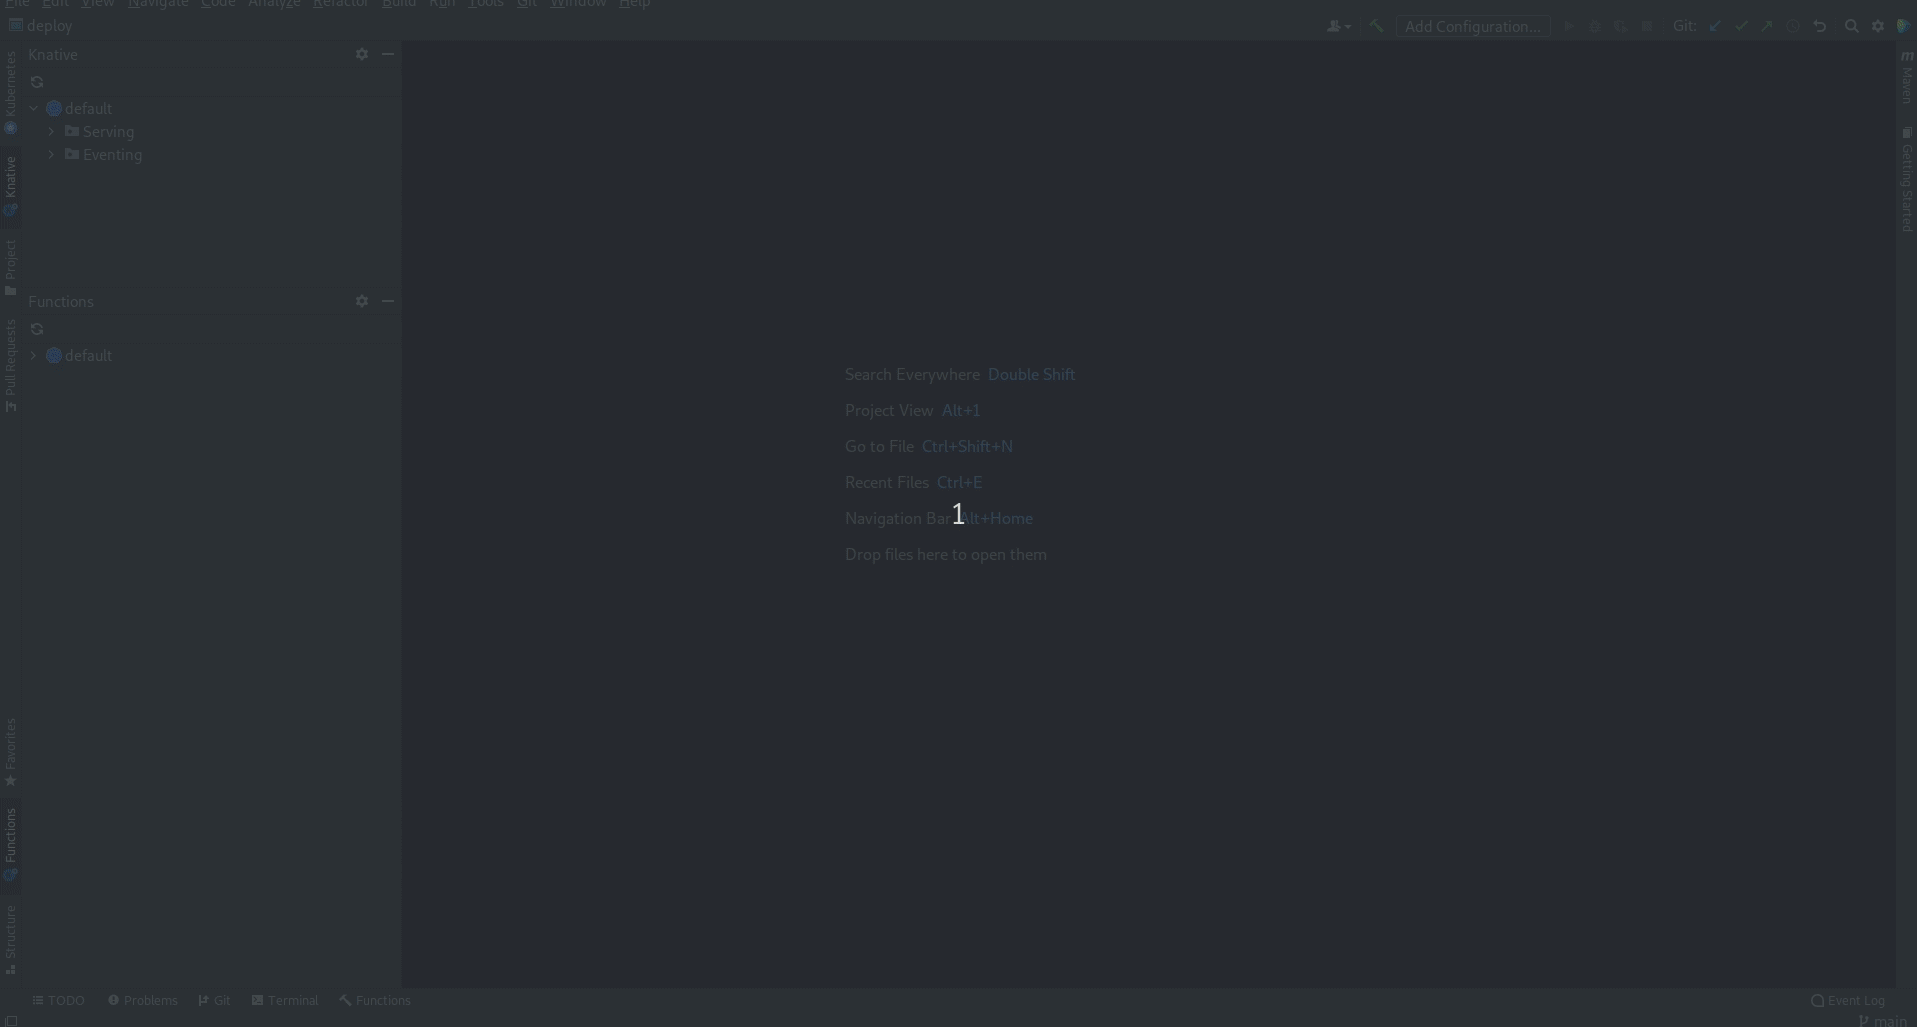 File Edit View Navigate Code Analyze Refactor Build Run Tools Git Window Help
deploy
Add Configuration...
Git:
Kubernetes
Knative
Project
Pull Requests
Favorites
Functions
Structure
Knative
default
Serving
Eventing
Functions
default
Search Everywhere Double Shift
Project View Alt+1
Go to File Ctrl+Shift+N
Recent Files Ctrl+E
Navigation Bar Alt+Home
1
Drop files here to open them
m
Maven
Getting Started
TODO Problems Git Terminal Functions
Event Log
main